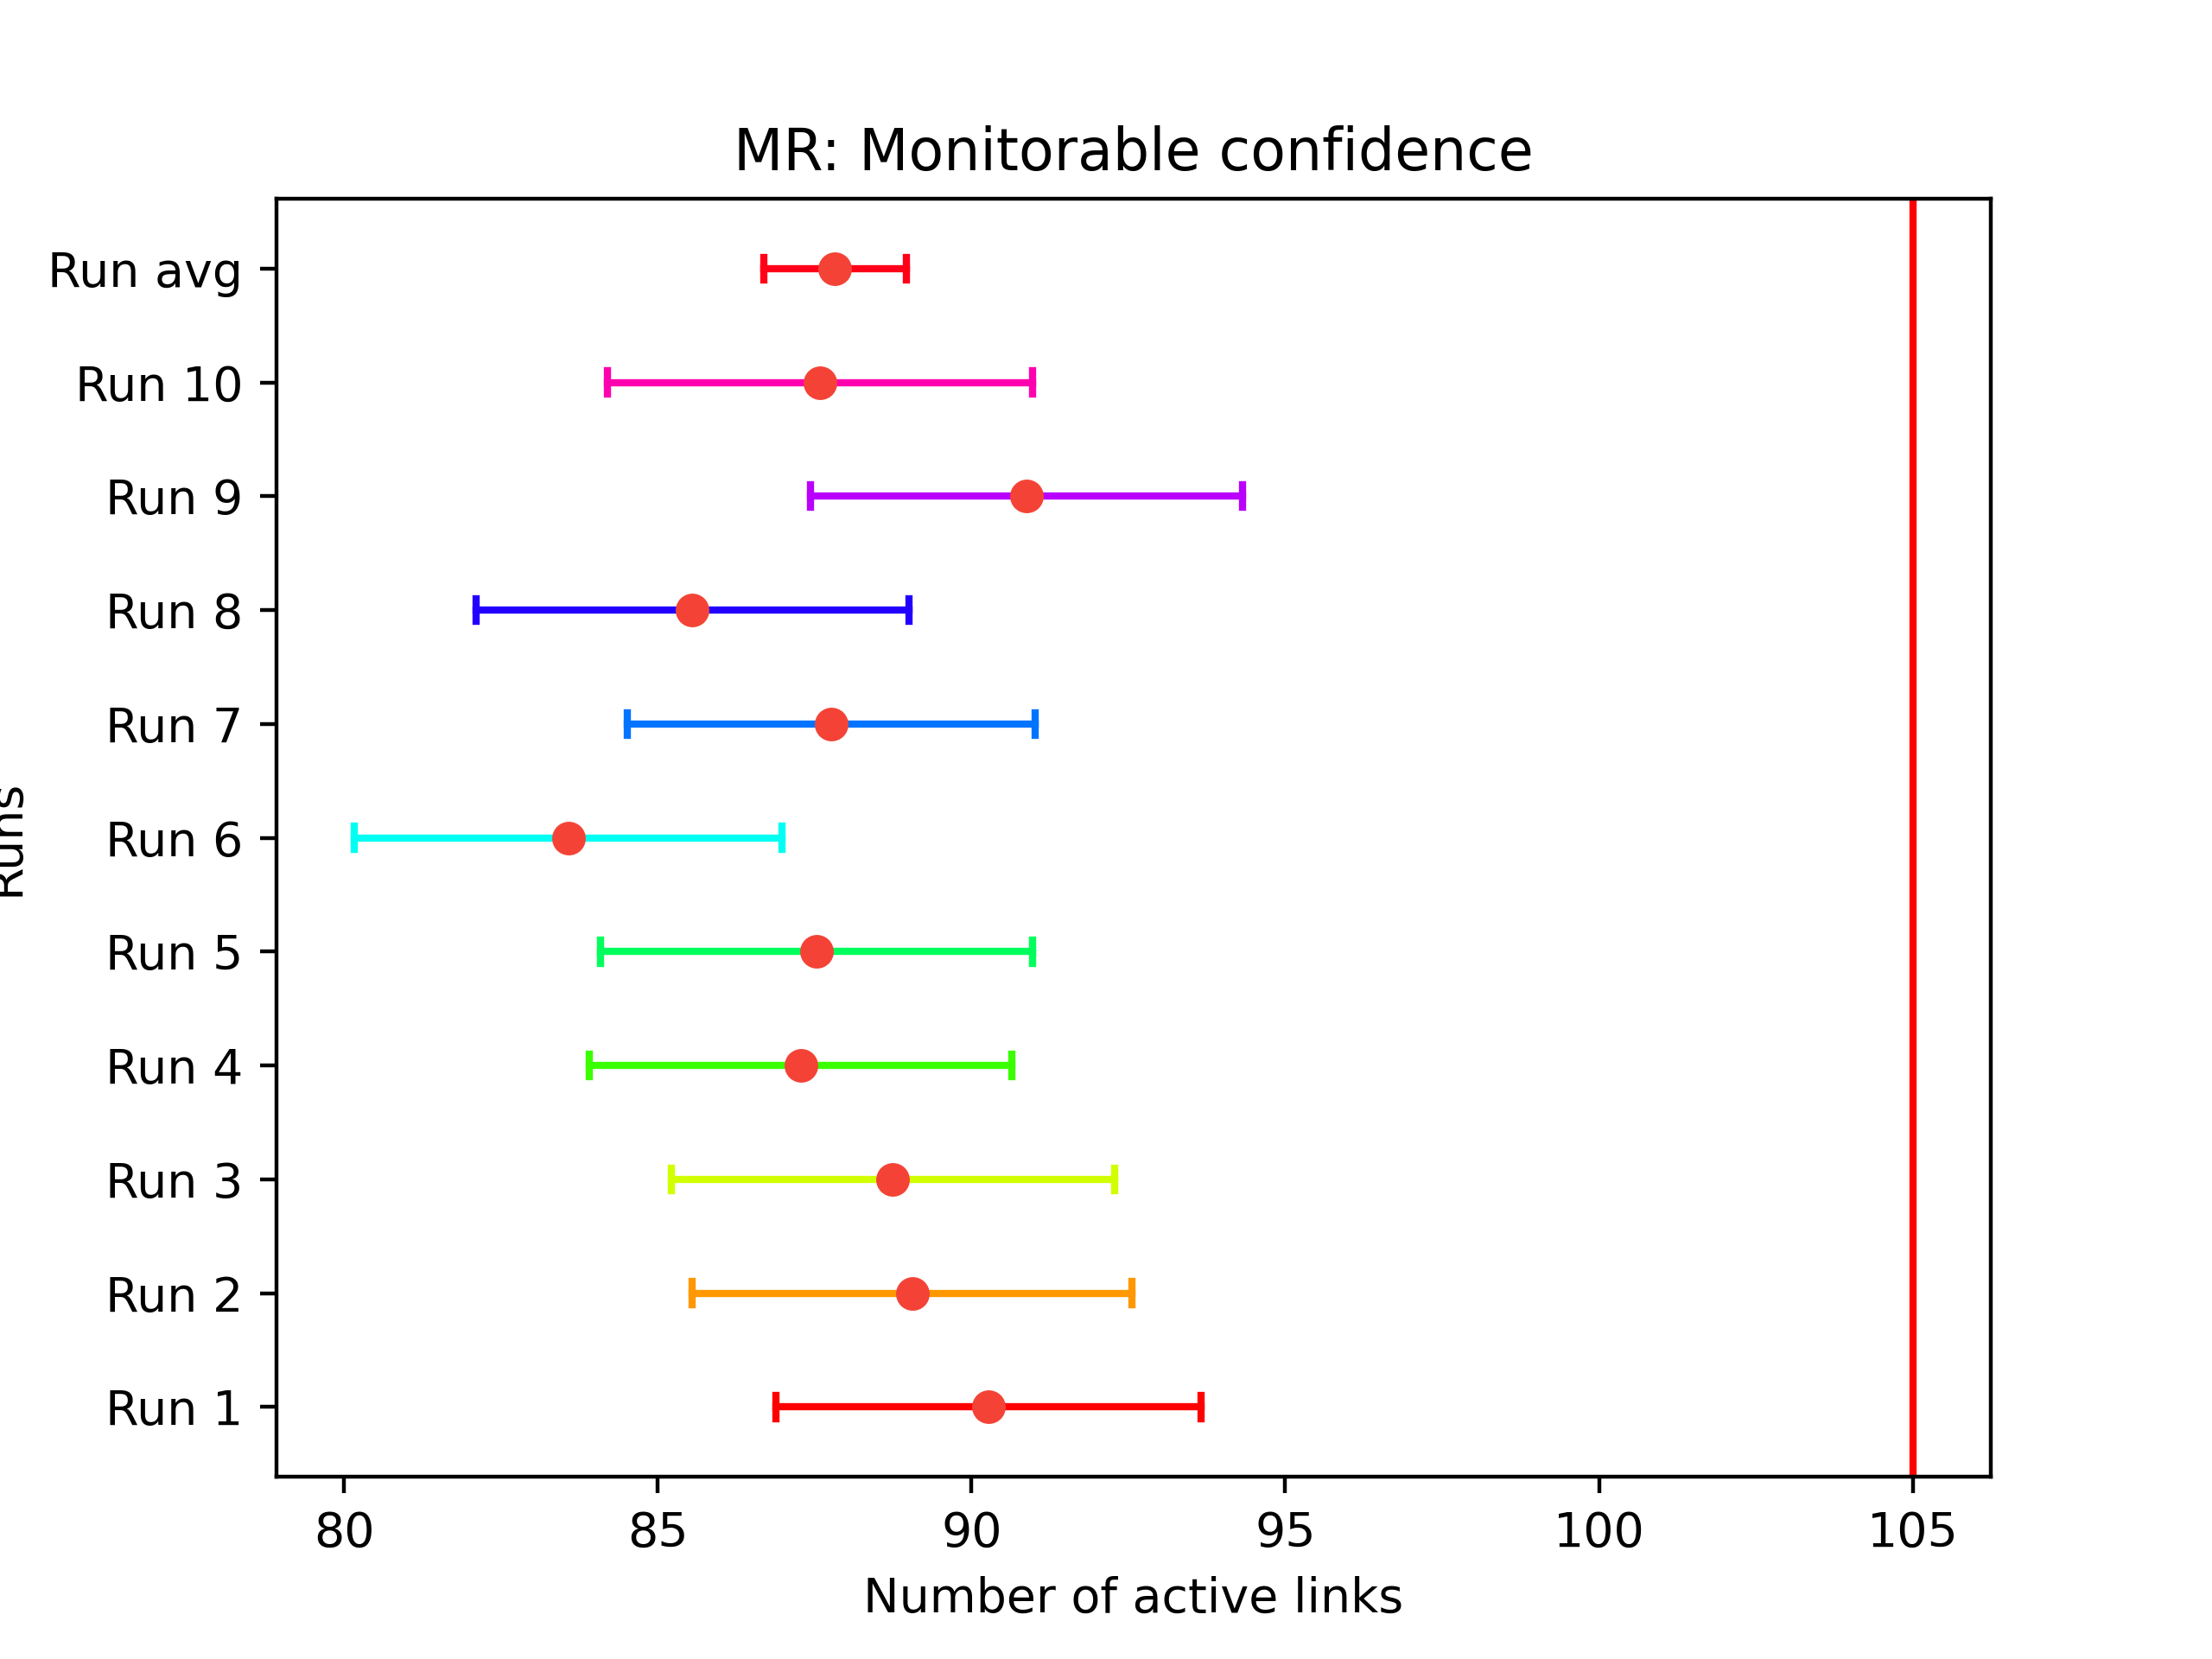 MR: Monitorable confidence
Run avg
Run 10
Run 9
Run 8
Run 7
Run 6
Run 5
Run 4
Run 3
Run 2
Run 1
Runs
80 85 90 95 100 105
Number of active links